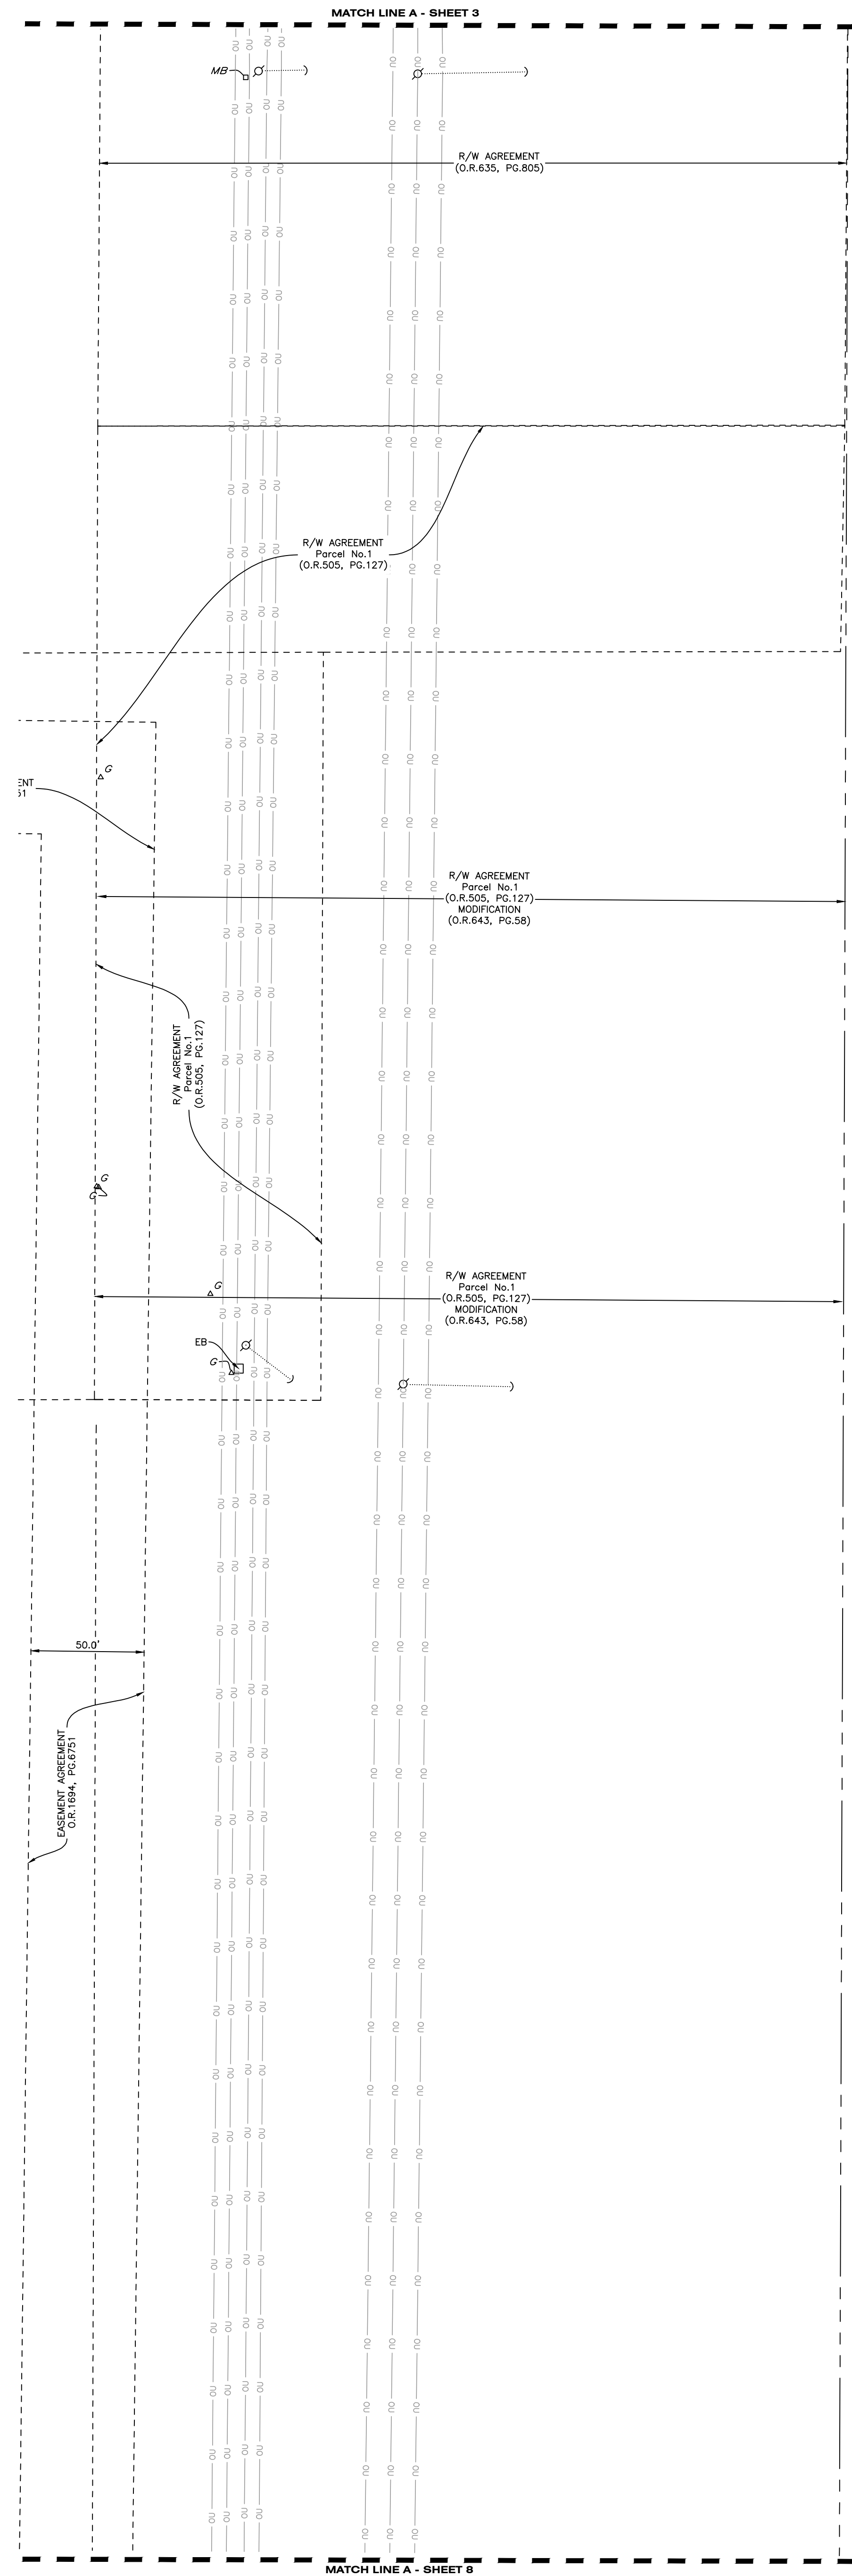 MATCH LINE A - SHEET 3
MB
R/W AGREEMENT
(O.R.635, PG.805)
R/W AGREEMENT
Parcel No.1
(O.R.505, PG.127)
G
ENT
51
R/W AGREEMENT
Parcel No.1
(O.R.505, PG.127)
MODIFICATION
(O.R.643, PG.58)
R/W AGREEMENT
Parcel No.1
(O.R.505, PG.127)
G
G
G
R/W AGREEMENT
Parcel No.1
(O.R.505, PG.127)
MODIFICATION
(O.R.643, PG.58)
EB
G
50.0'
EASEMENT AGREEMENT
O.R.1694, PG.6751
OU
MATCH LINE A - SHEET 8